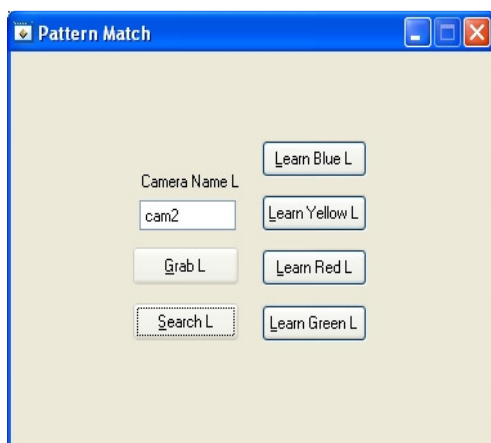 Pattern Match
Learn Blue L
Camera Name L
cam2
Learn Yellow L
Grab L
Learn Red L
Search L
Learn Green L